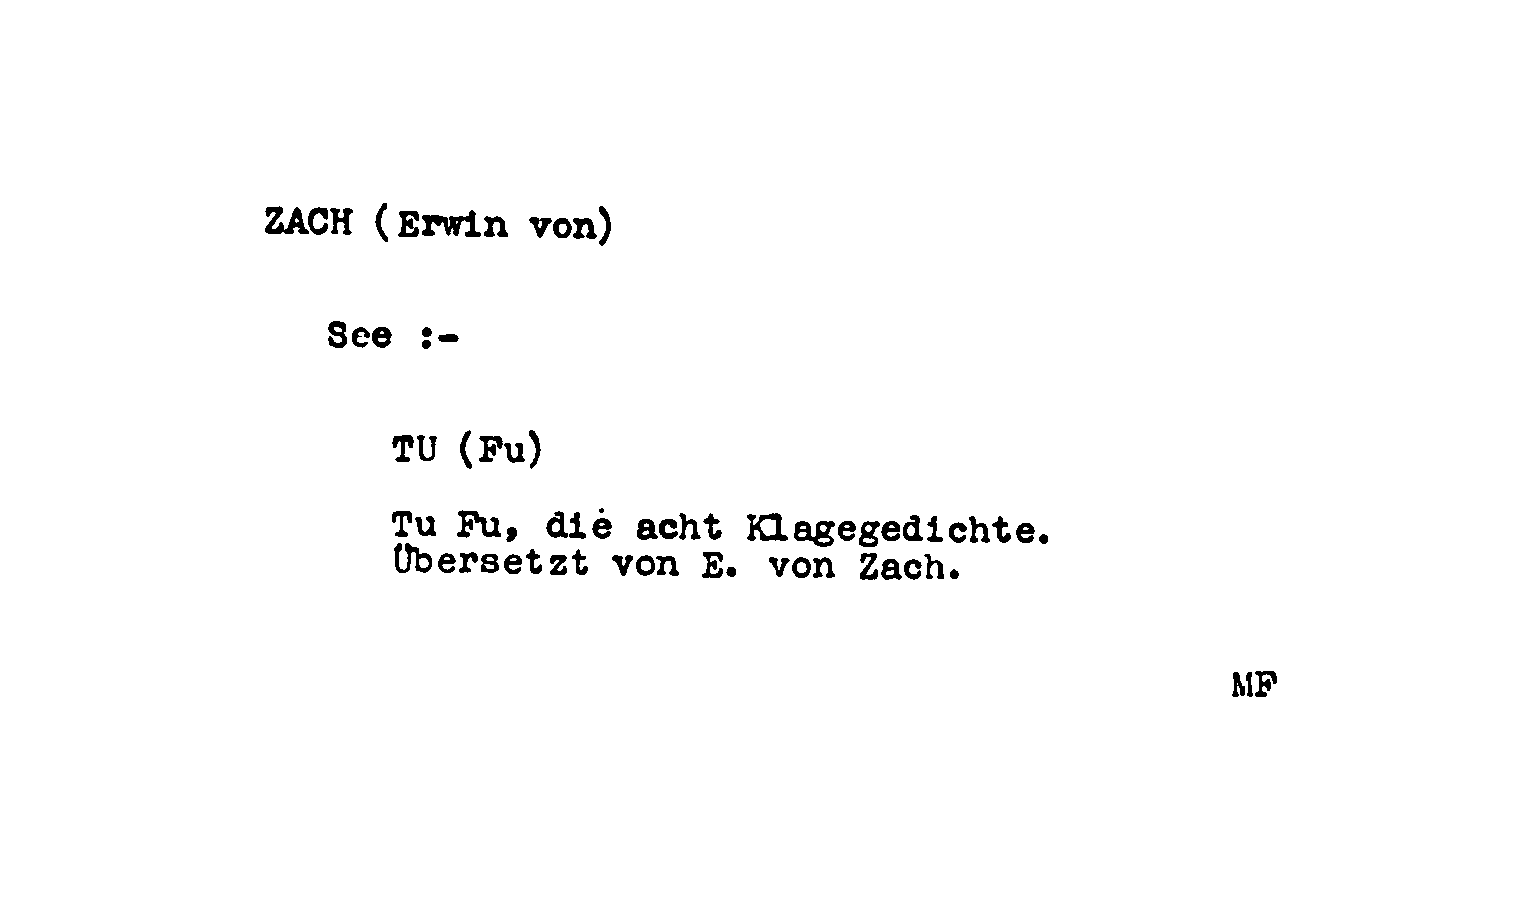 ZACH (Erwin von)
See :-
TU (Fu)
Tu Fu, die acht Klagegedichte.
Übersetzt von E. von Zach.
MF